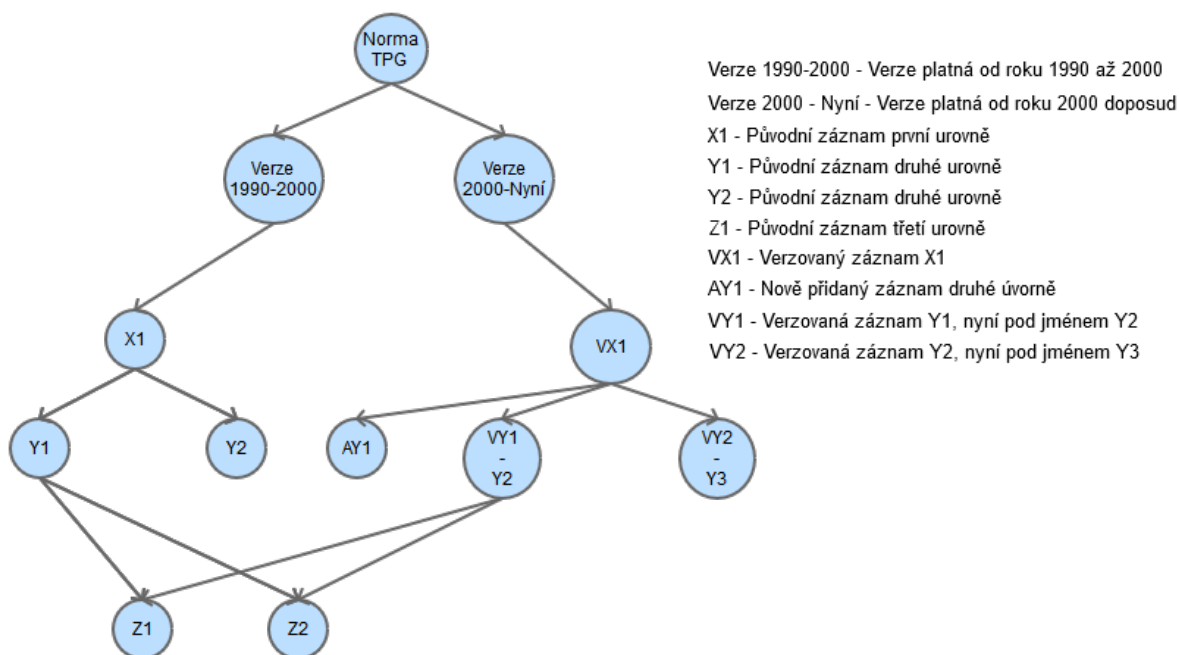 Norma
TPG
Verze
1990-2000
Verze
2000-Nyní
X1
VX1
Y1
Y2
AY1
VY1
-
Y2
VY2
-
Y3
Z1
Z2
Verze 1990-2000 - Verze platná od roku 1990 až 2000
Verze 2000 - Nyní - Verze platná od roku 2000 doposud
X1 - Původní záznam první urovně
Y1 - Původní záznam druhé urovně
Y2 - Původní záznam druhé urovně
Z1 - Původní záznam třetí urovně
VX1 - Verzovaný záznam X1
AY1 - Nově přidaný záznam druhé úvorně
VY1 - Verzovaná záznam Y1, nyní pod jménem Y2
VY2 - Verzovaná záznam Y2, nyní pod jménem Y3